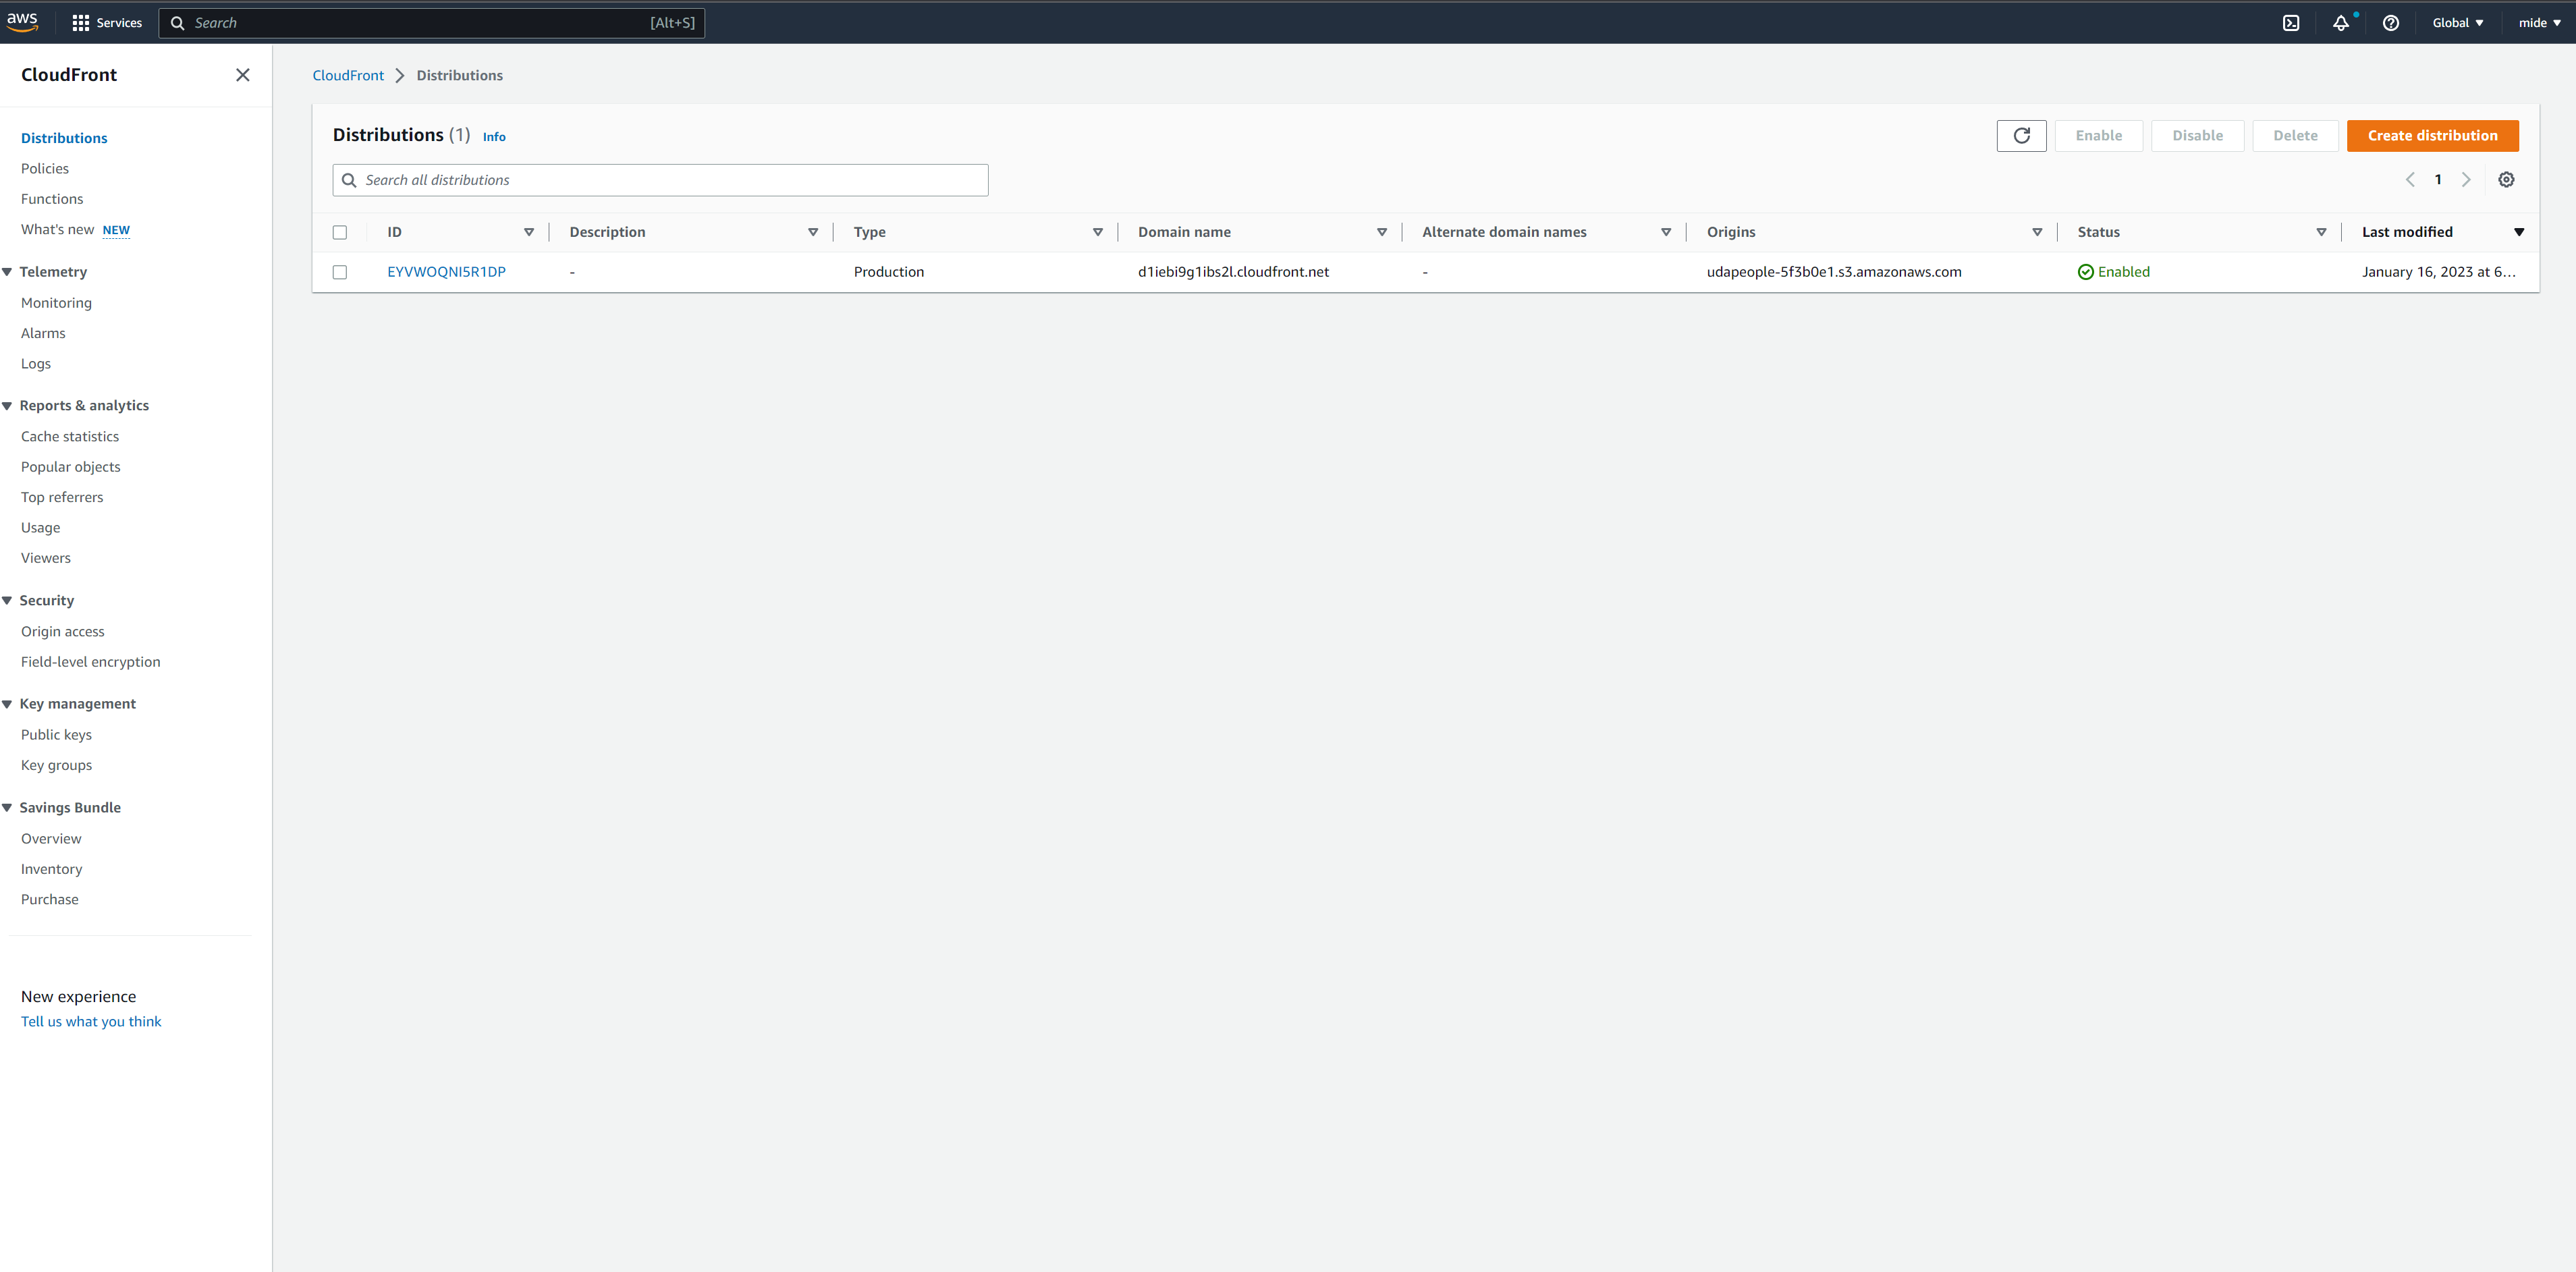 aws Services Search [Alt+S] Global mide
CloudFront
Distributions
Policies
Functions
What's new NEW
Telemetry
Monitoring
Alarms
Logs
Reports & analytics
Cache statistics
Popular objects
Top referrers
Usage
Viewers
Security
Origin access
Field-level encryption
Key management
Public keys
Key groups
Savings Bundle
Overview
Inventory
Purchase
New experience
Tell us what you think
CloudFront Distributions
Distributions (1) Info Enable Disable Delete Create distribution
Search all distributions 1
ID Description Type Domain name Alternate domain names Origins Status Last modified
EYVWOQNI5R1DP - Production d1iebi9g1ibs2l.cloudfront.net - udapeople-5f3b0e1.s3.amazonaws.com Enabled January 16, 2023 at 6...